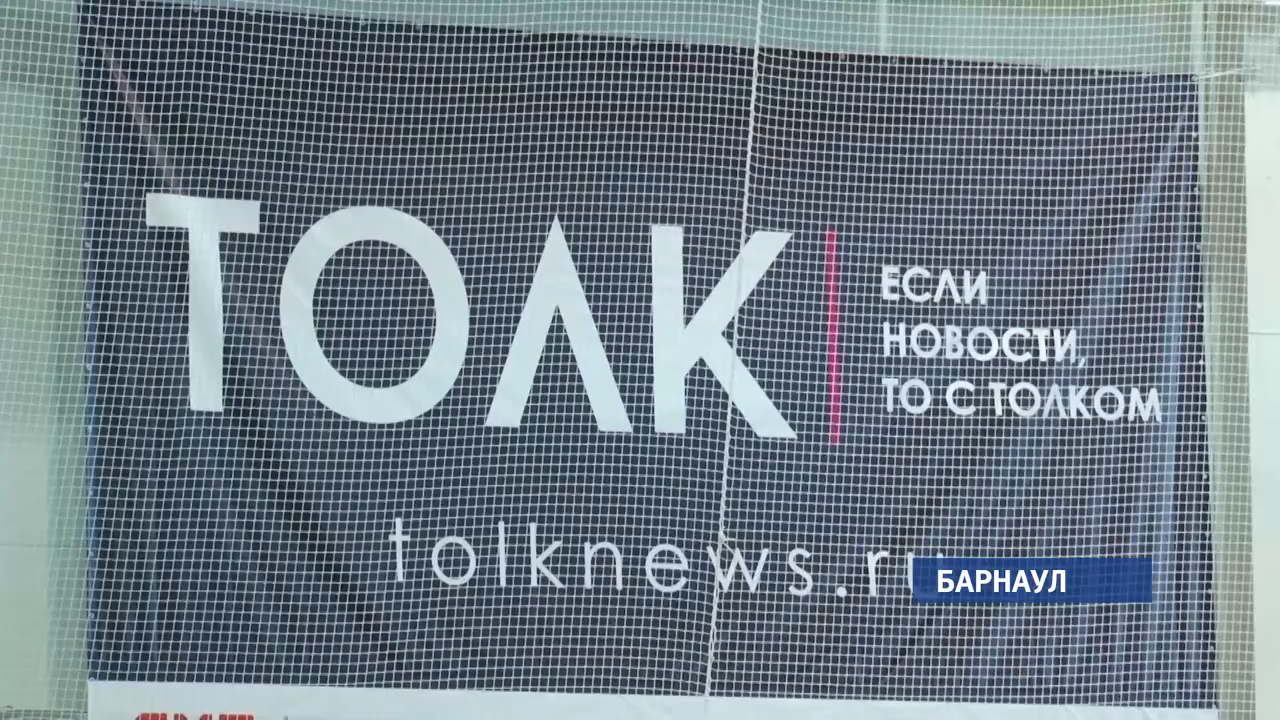 ТОЛК
ЕСЛИ
НОВОСТИ,
ТО С ТОЛКОМ
tolknews.ru
БАРНАУЛ